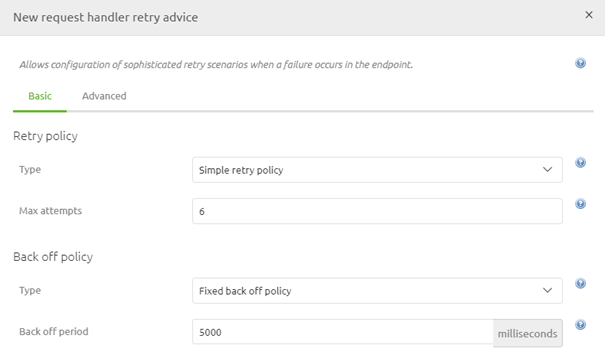 New request handler retry advice
×
Allows configuration of sophisticated retry scenarios when a failure occurs in the endpoint.
?
Basic Advanced
Retry policy
Type Simple retry policy ?
Max attempts 6 ?
Back off policy
Type Fixed back off policy ?
Back off period 5000 milliseconds ?